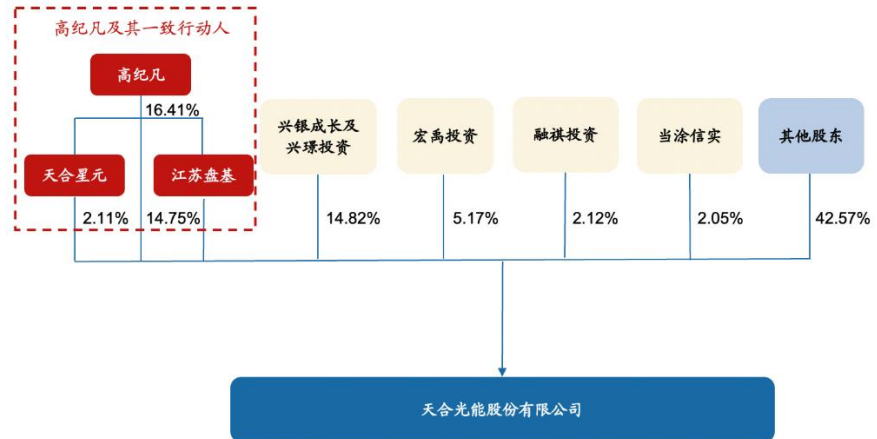 高纪凡及其一致行动人
高纪凡
16.41%
天合星元
江苏盘基
兴银成长及
兴璟投资
宏禹投资
融祺投资
当涂信实
其他股东
2.11%
14.75%
14.82%
5.17%
2.12%
2.05%
42.57%
天合光能股份有限公司